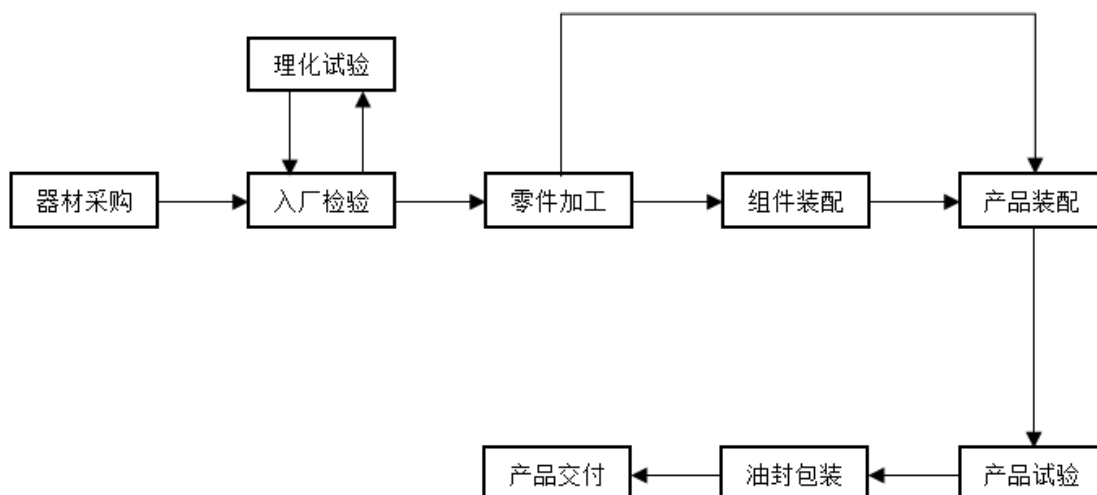 理化试验
器材采购
入厂检验
零件加工
组件装配
产品装配
产品交付
油封包装
产品试验